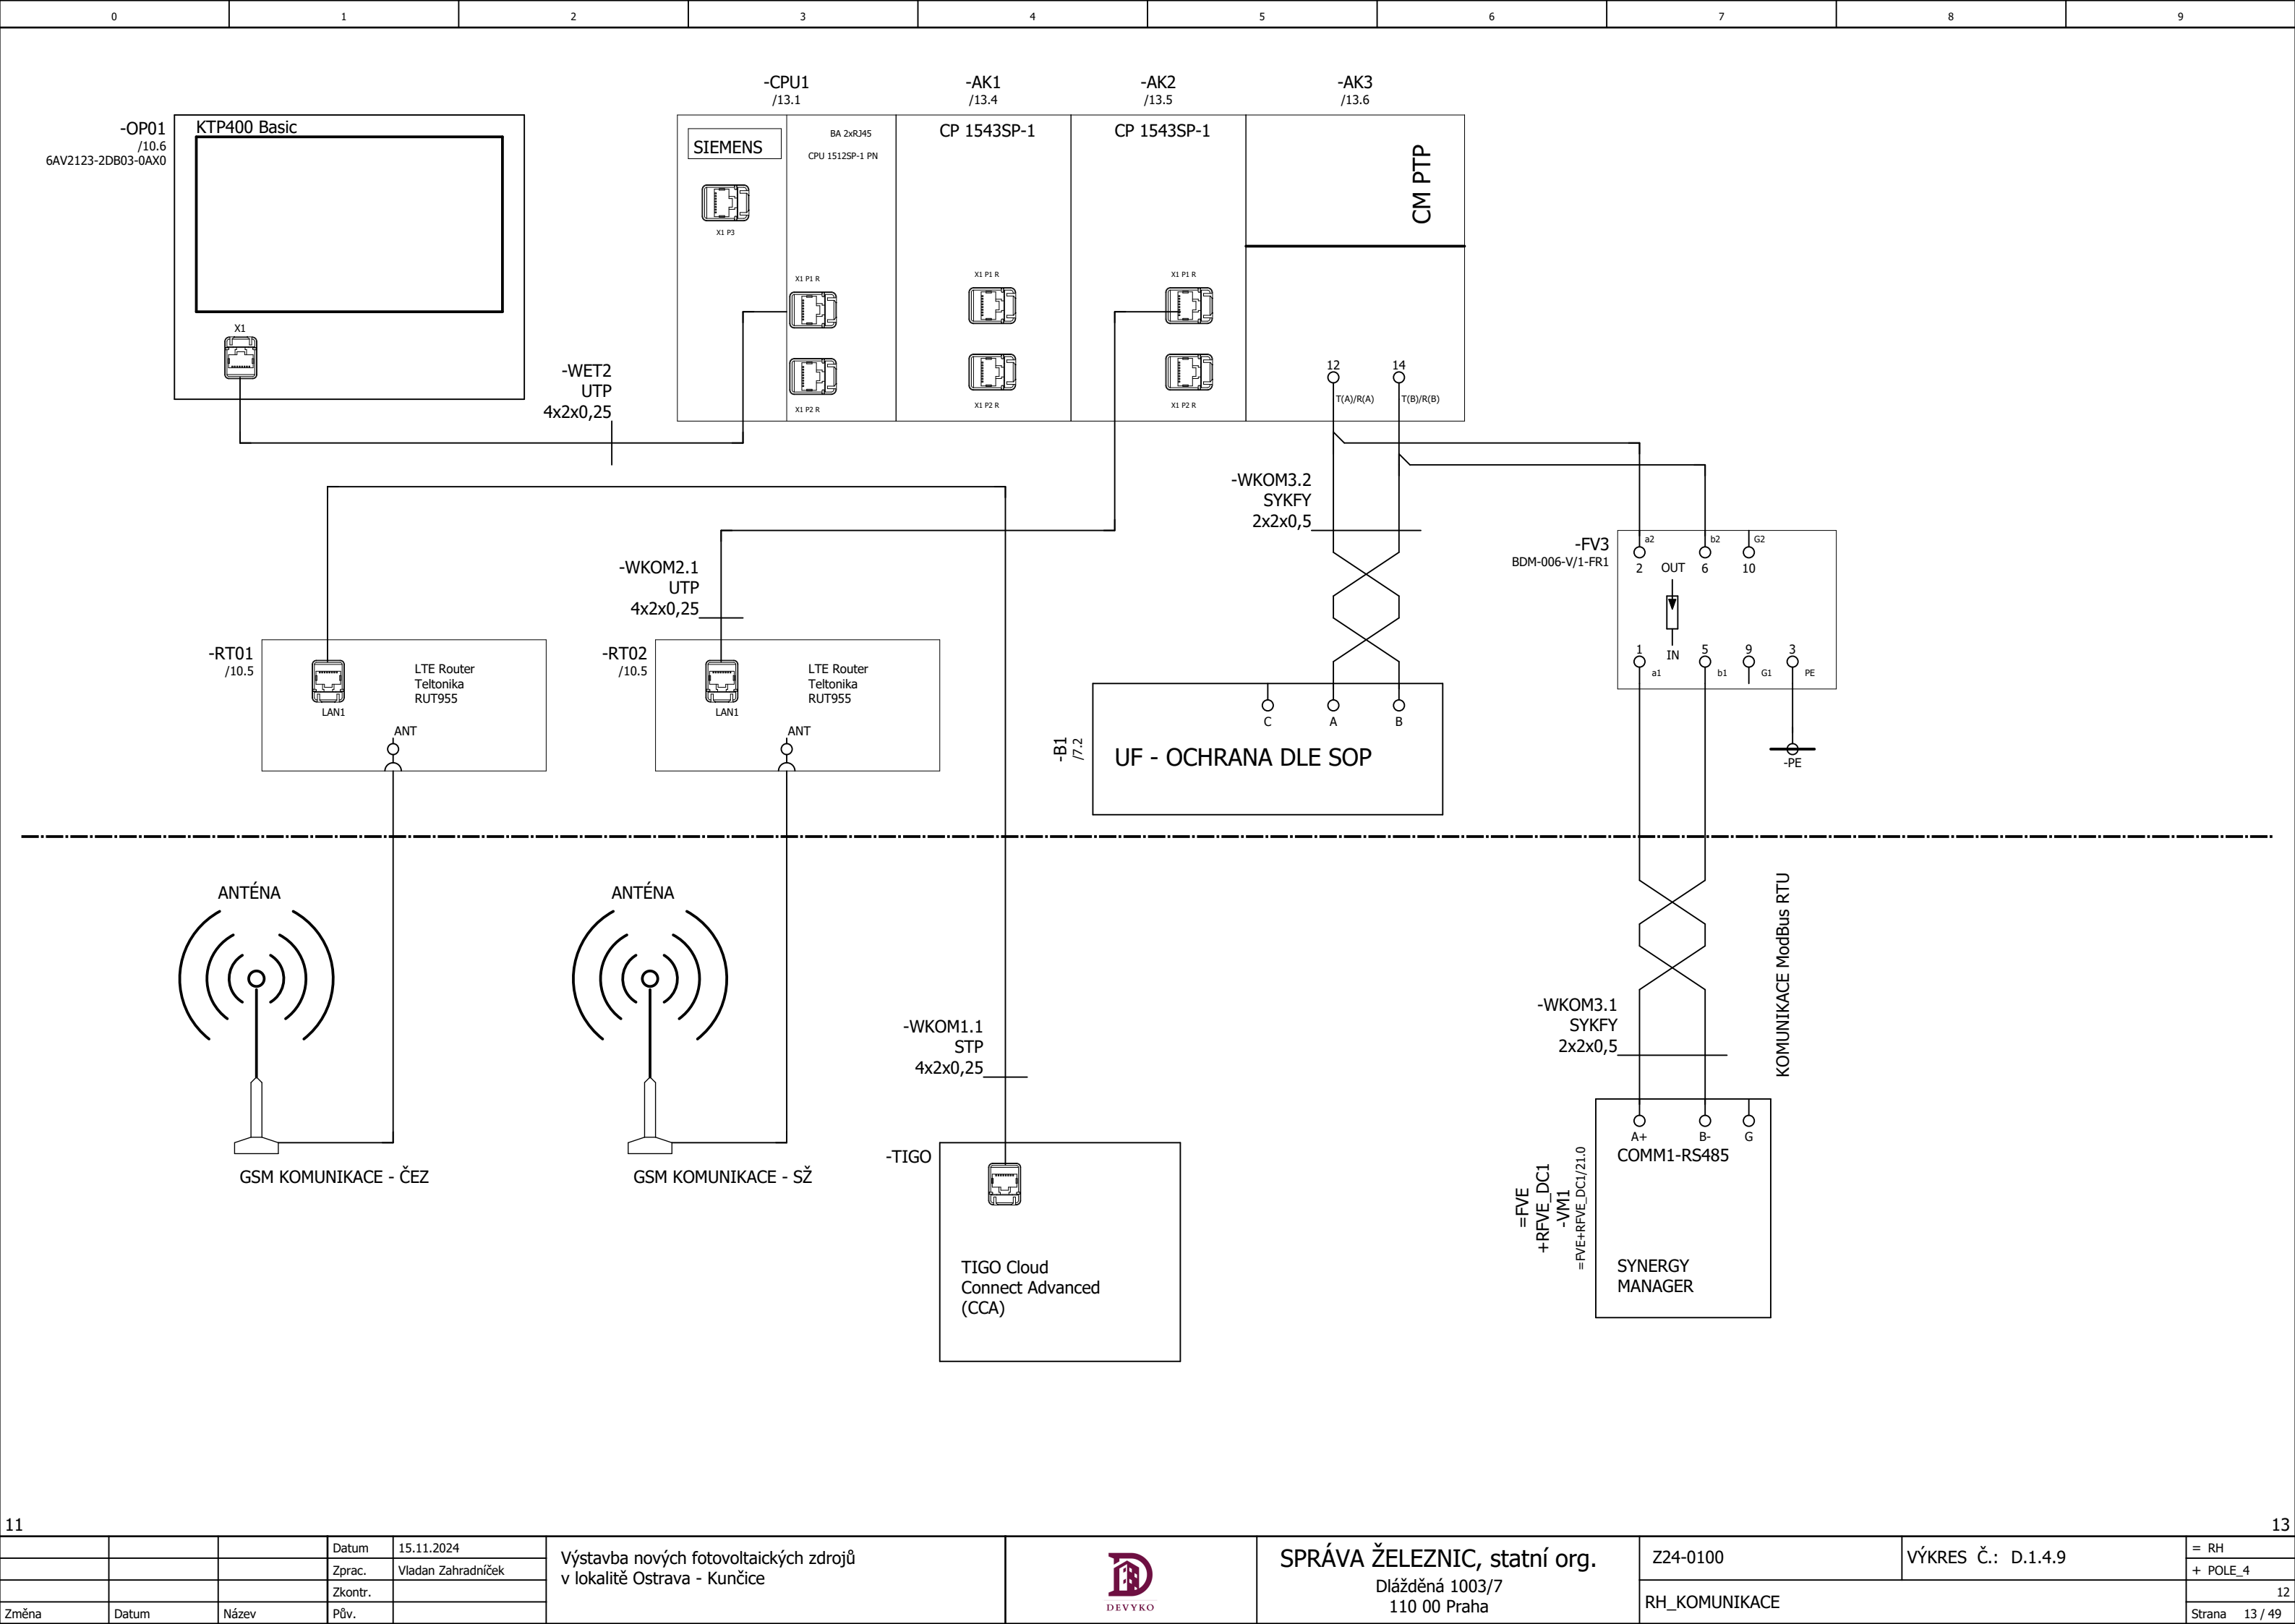 0 1 2 3 4 5 6 7 8 9
-CPU1
/13.1
-AK1
/13.4
-AK2
/13.5
-AK3
/13.6
-OP01
/10.6
6AV2123-2DB03-0AX0
KTP400 Basic
X1
SIEMENS
X1 P3
BA 2xRJ45
CPU 1512SP-1 PN
X1 P1 R
X1 P2 R
CP 1543SP-1
X1 P1 R
X1 P2 R
CP 1543SP-1
X1 P1 R
X1 P2 R
CM PTP
12
14
T(A)/R(A)
T(B)/R(B)
-WET2
UTP
4x2x0,25
-WKOM3.2
SYKFY
2x2x0,5
-WKOM2.1
UTP
4x2x0,25
-FV3
BDM-006-V/1-FR1
a2
b2
G2
2
OUT
6
10
1
IN
5
9
3
a1
b1
G1
PE
-PE
-RT01
/10.5
LTE Router
Teltonika
RUT955
LAN1
ANT
-RT02
/10.5
LTE Router
Teltonika
RUT955
LAN1
ANT
-B1
/7.2
C
A
B
UF - OCHRANA DLE SOP
ANTÉNA
GSM KOMUNIKACE - ČEZ
ANTÉNA
GSM KOMUNIKACE - SŽ
-WKOM1.1
STP
4x2x0,25
-TIGO
TIGO Cloud
Connect Advanced
(CCA)
KOMUNIKACE ModBus RTU
-WKOM3.1
SYKFY
2x2x0,5
=FVE
+RFVE_DC1
-VM1
=FVE+RFVE_DC1/21.0
A+
B-
G
COMM1-RS485
SYNERGY
MANAGER
11
13
Datum 15.11.2024
Zprac. Vladan Zahradníček
Zkontr.
Změna Datum Název Pův.
Výstavba nových fotovoltaických zdrojů
v lokalitě Ostrava - Kunčice
DEVYKO
SPRÁVA ŽELEZNIC, statní org.
Dlážděná 1003/7
110 00 Praha
Z24-0100
VÝKRES Č.: D.1.4.9
RH_KOMUNIKACE
= RH
+ POLE_4
12
Strana 13 / 49